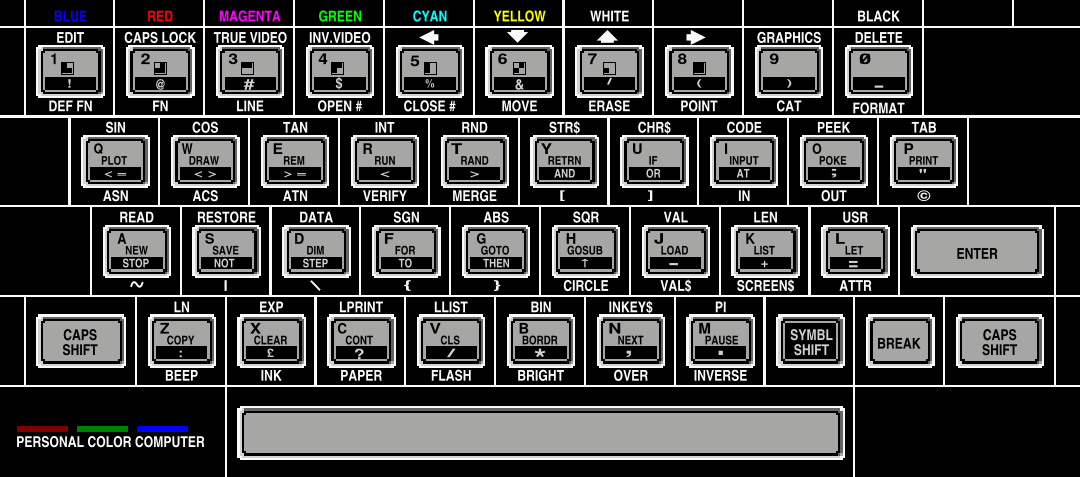 BLUE RED MAGENTA GREEN CYAN YELLOW WHITE BLACK
EDIT CAPS LOCK TRUE VIDEO INV.VIDEO GRAPHICS DELETE
1 2 3 4 5 6 7 8 9 0
! @ # $ % & ' ( ) _
DEF FN FN LINE OPEN # CLOSE # MOVE ERASE POINT CAT FORMAT
SIN COS TAN INT RND STR$ CHR$ CODE PEEK TAB
Q W E R T Y U I O P
PLOT DRAW REM RUN RAND RETRN IF INPUT POKE PRINT
<= <> >= < > AND OR AT ; "
ASN ACS ATN VERIFY MERGE [ ] IN OUT ©
READ RESTORE DATA SGN ABS SQR VAL LEN USR
A S D F G H J K L
NEW SAVE DIM FOR GOTO GOSUB LOAD LIST LET ENTER
STOP NOT STEP TO THEN ↑ − + =
~ | \ { } CIRCLE VAL$ SCREEN$ ATTR
LN EXP LPRINT LLIST BIN INKEY$ PI
Z X C V B N M
CAPS SHIFT COPY CLEAR CONT CLS BORDR NEXT PAUSE SYMBL SHIFT BREAK CAPS SHIFT
: £ ? / * , .
BEEP INK PAPER FLASH BRIGHT OVER INVERSE
PERSONAL COLOR COMPUTER